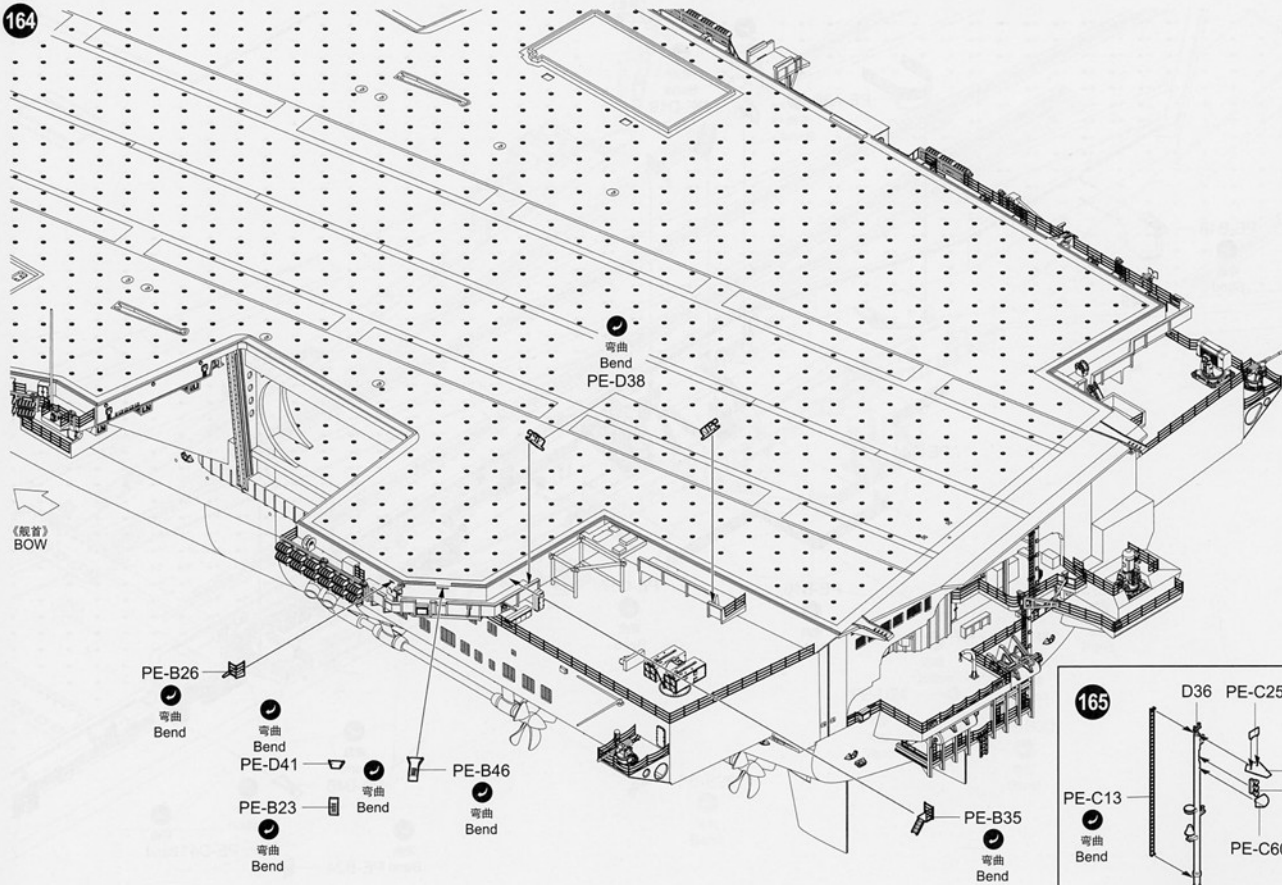 164
弯曲
Bend
PE-D38
《舰首》
BOW
PE-B26
弯曲
Bend
弯曲
Bend
PE-D41
弯曲
Bend
PE-B23
弯曲
Bend
PE-B46
弯曲
Bend
PE-B35
弯曲
Bend
165
D36
PE-C25
PE-C13
弯曲
Bend
PE-C60